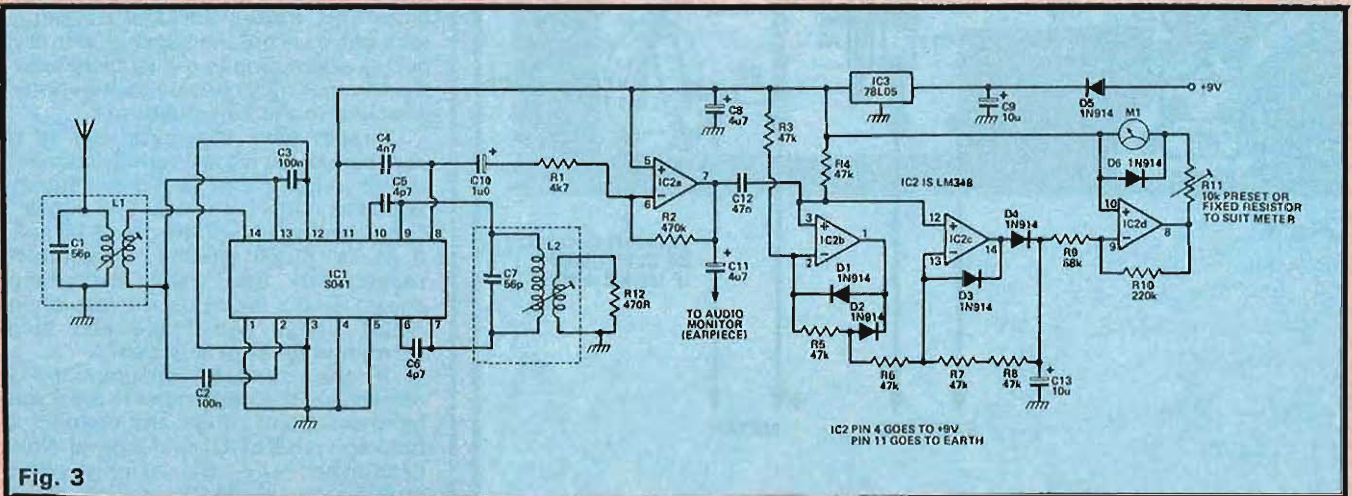 IC3
78L05
D5
1N914
+9V
C8
4u7
C9
10u
M1
D6 1N914
R11
10k PRESET OR
FIXED RESISTOR
TO SUIT METER
C4
4n7
C3
100n
C5
4p7
C10
1u0
R1
4k7
R3
47k
R4
47k
IC2 IS LM348
L1
C1
56p
14 13 12 11 10 9 8
IC1
S041
1 2 3 4 5 6 7
C2
100n
C6
4p7
L2
C7
56p
R12
470R
5
6
7
IC2a
R2
470k
C12
47n
C11
4u7
TO AUDIO
MONITOR
(EARPIECE)
3
2
1
IC2b
D1
1N914
D2
1N914
R5
47k
R6
47k
12
13
14
IC2c
D4
1N914
D3
1N914
R7
47k
R8
47k
C13
10u
R9
68k
10
9
8
IC2d
R10
220k
IC2 PIN 4 GOES TO +9V
PIN 11 GOES TO EARTH
Fig. 3